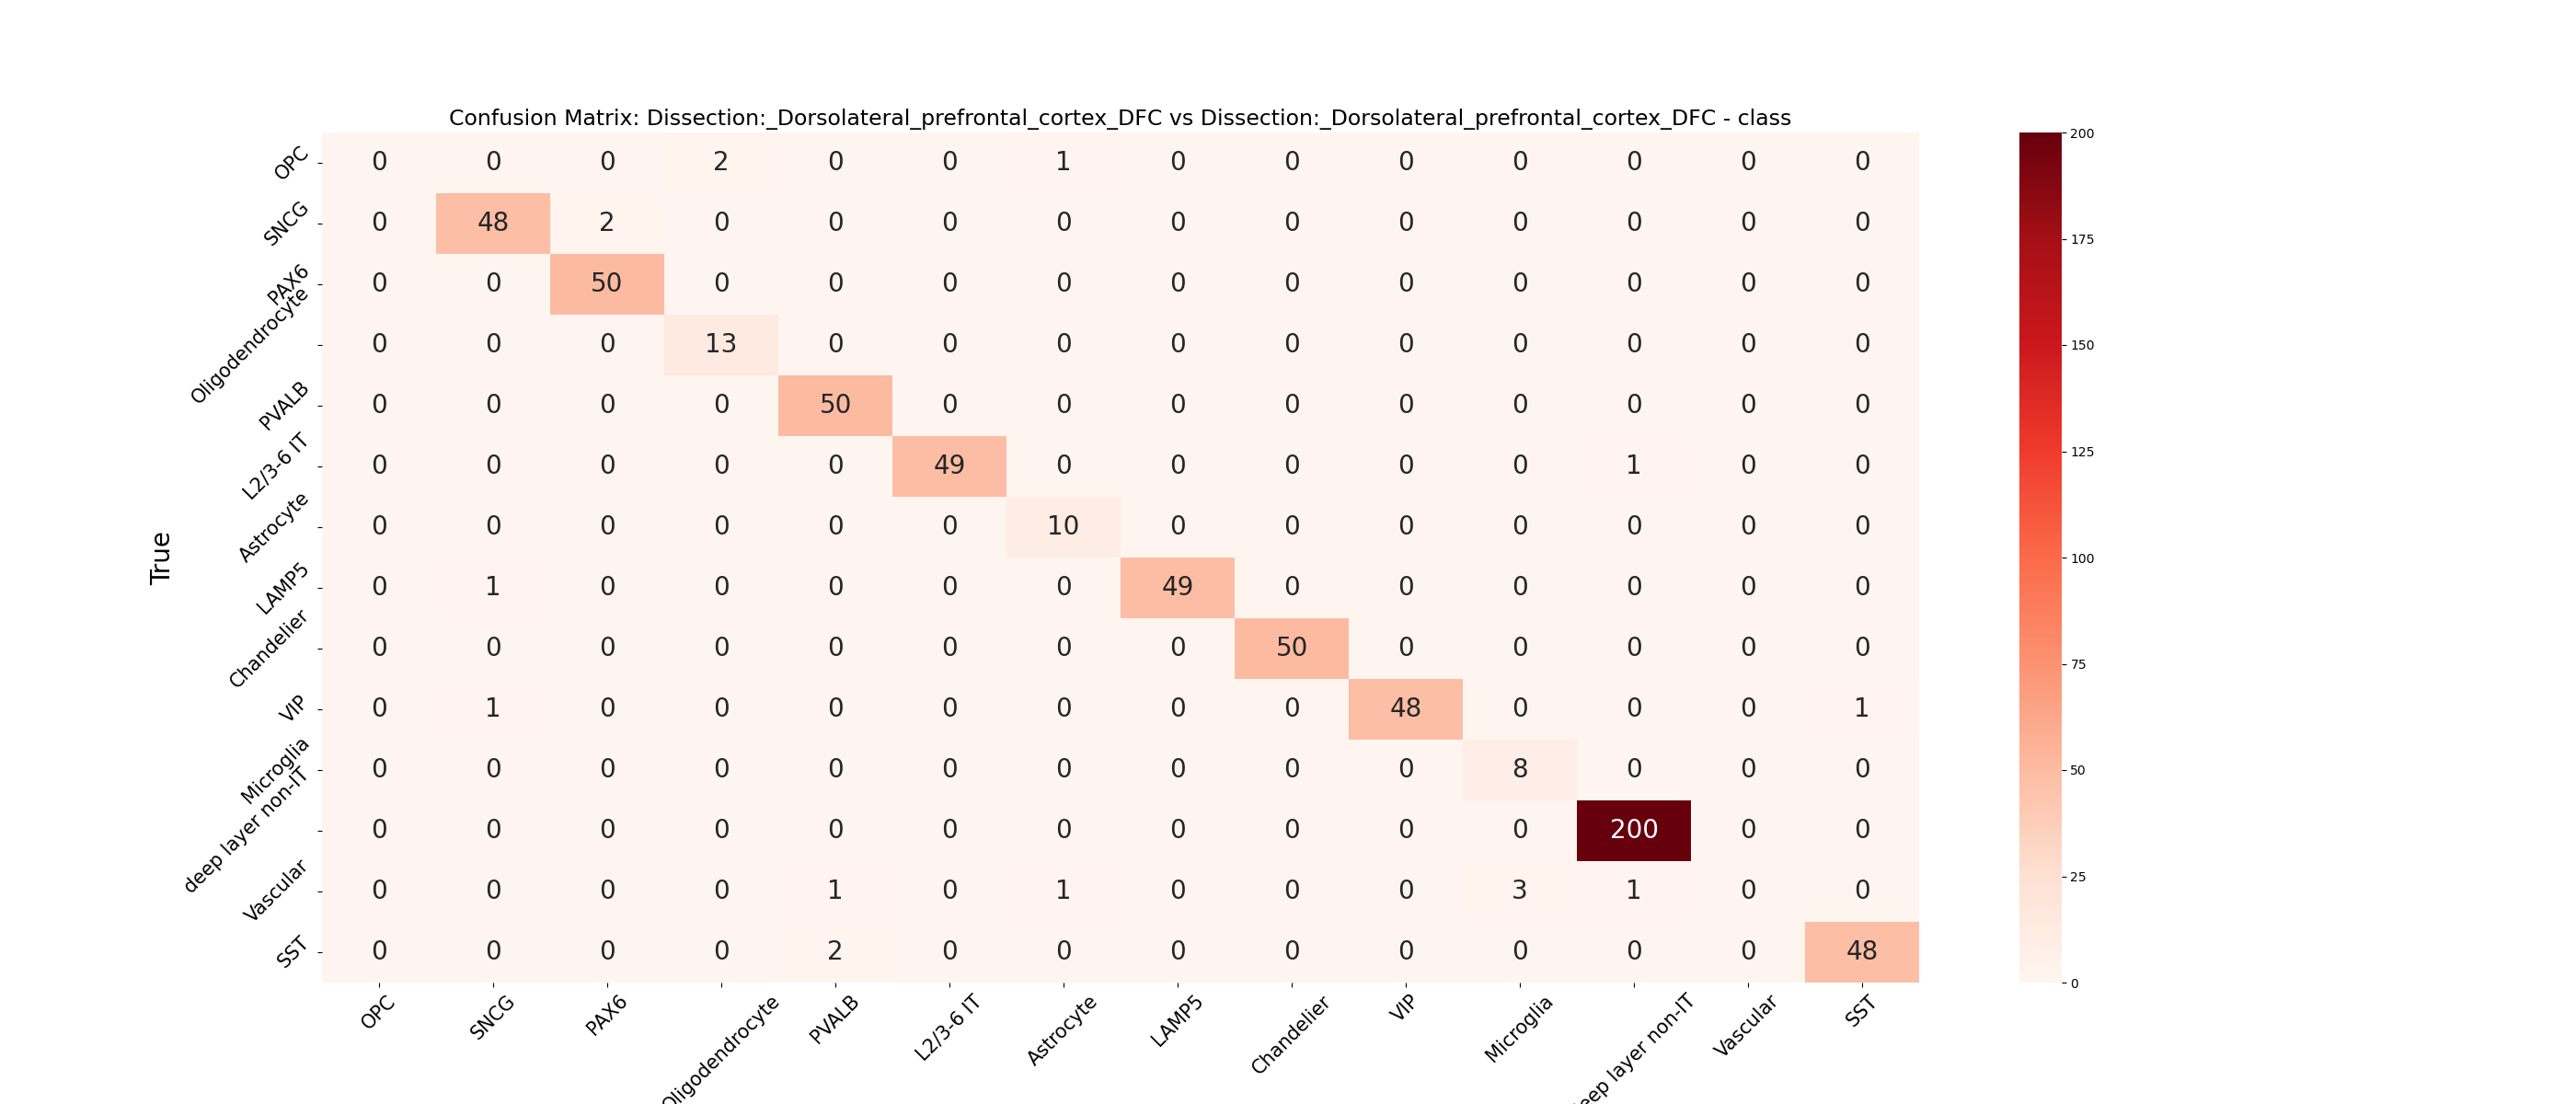 Confusion Matrix: Dissection:_Dorsolateral_prefrontal_cortex_DFC vs Dissection:_Dorsolateral_prefrontal_cortex_DFC - class
True
OPC 0 0 0 2 0 0 1 0 0 0 0 0 0 0
SNCG 0 48 2 0 0 0 0 0 0 0 0 0 0 0
PAX6 0 0 50 0 0 0 0 0 0 0 0 0 0 0
Oligodendrocyte 0 0 0 13 0 0 0 0 0 0 0 0 0 0
PVALB 0 0 0 0 50 0 0 0 0 0 0 0 0 0
L2/3-6 IT 0 0 0 0 0 49 0 0 0 0 0 1 0 0
Astrocyte 0 0 0 0 0 0 10 0 0 0 0 0 0 0
LAMP5 0 1 0 0 0 0 0 49 0 0 0 0 0 0
Chandelier 0 0 0 0 0 0 0 0 50 0 0 0 0 0
VIP 0 1 0 0 0 0 0 0 0 48 0 0 0 1
Microglia 0 0 0 0 0 0 0 0 0 0 8 0 0 0
deep layer non-IT 0 0 0 0 0 0 0 0 0 0 0 200 0 0
Vascular 0 0 0 0 1 0 1 0 0 0 3 1 0 0
SST 0 0 0 0 2 0 0 0 0 0 0 0 0 48
OPC SNCG PAX6 Oligodendrocyte PVALB L2/3-6 IT Astrocyte LAMP5 Chandelier VIP Microglia eep layer non-IT Vascular SST
200
175
150
125
100
75
50
25
0